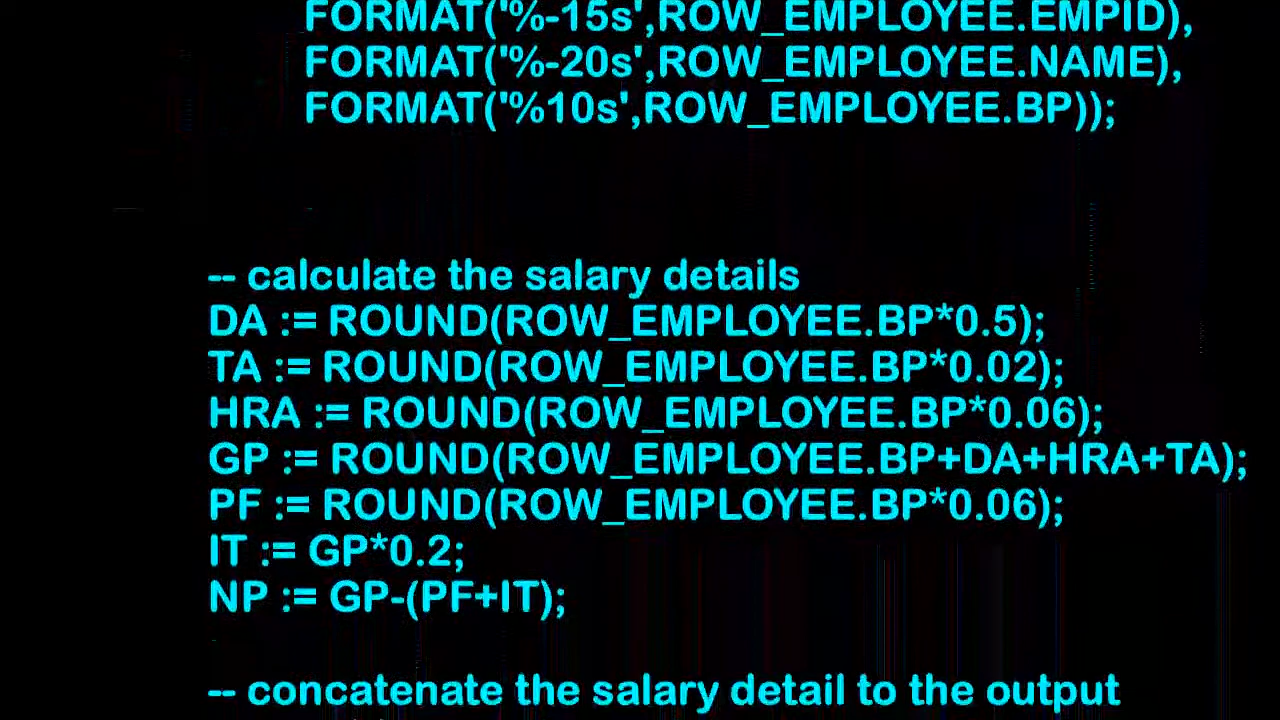 FORMAT('%-15s',ROW_EMPLOYEE.EMPID),
FORMAT('%-20s',ROW_EMPLOYEE.NAME),
FORMAT('%10s',ROW_EMPLOYEE.BP));
-- calculate the salary details
DA := ROUND(ROW_EMPLOYEE.BP*0.5);
TA := ROUND(ROW_EMPLOYEE.BP*0.02);
HRA := ROUND(ROW_EMPLOYEE.BP*0.06);
GP := ROUND(ROW_EMPLOYEE.BP+DA+HRA+TA);
PF := ROUND(ROW_EMPLOYEE.BP*0.06);
IT := GP*0.2;
NP := GP-(PF+IT);
-- concatenate the salary detail to the output